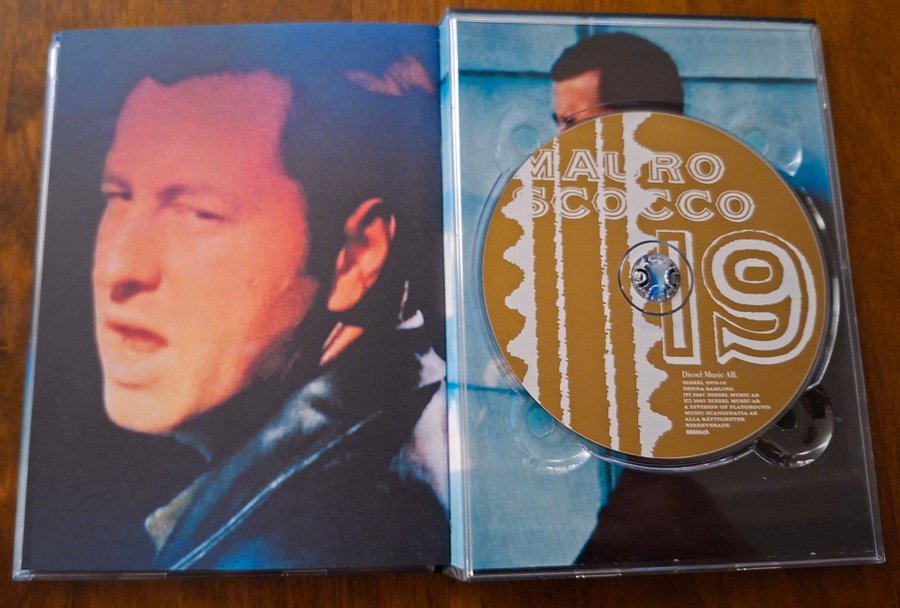 MAURO
SCOCCO
19
Diesel Music AB.
DIESEL DVD-18
DENNA SAMLING
(P) 2007 DIESEL MUSIC AB
(C) 2007 DIESEL MUSIC AB
A DIVISION OF PLAYGROUND
MUSIC SCANDINAVIA AB
ALLA RÄTTIGHETER
RESERVERADE